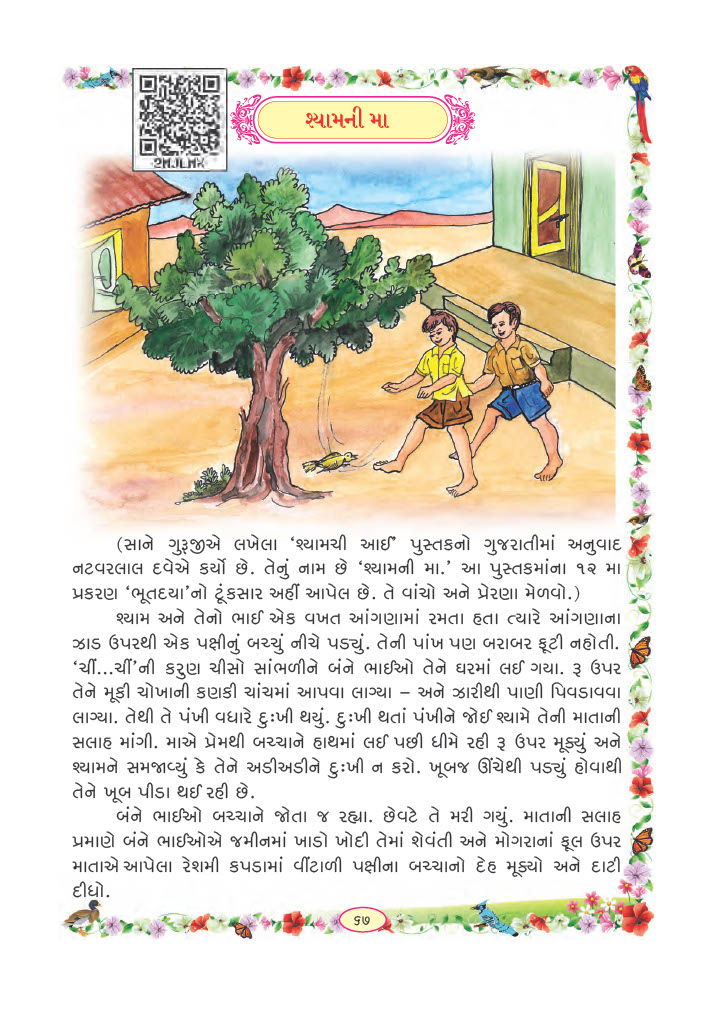 2MJLMK
શ્યામની મા
(સાને ગુરૂજીએ લખેલા ‘શ્યામચી આઈ’ પુસ્તકનો ગુજરાતીમાં અનુવાદ
નટવરલાલ દવેએ કર્યો છે. તેનું નામ છે ‘શ્યામની મા.’ આ પુસ્તકમાંના ૧૨ મા
પ્રકરણ ‘ભૂતદયા’નો ટૂંકસાર અહીં આપેલ છે. તે વાંચો અને પ્રેરણા મેળવો.)
શ્યામ અને તેનો ભાઈ એક વખત આંગણામાં રમતા હતા ત્યારે આંગણાના
ઝાડ ઉપરથી એક પક્ષીનું બચ્ચું નીચે પડ્યું. તેની પાંખ પણ બરાબર ફૂટી નહોતી.
‘ચીં...ચીં’ની કરુણ ચીસો સાંભળીને બંને ભાઈઓ તેને ઘરમાં લઈ ગયા. રૂ ઉપર
તેને મૂકી ચોખાની કણકી ચાંચમાં આપવા લાગ્યા – અને ઝારીથી પાણી પિવડાવવા
લાગ્યા. તેથી તે પંખી વધારે દુઃખી થયું. દુઃખી થતાં પંખીને જોઈ શ્યામે તેની માતાની
સલાહ માંગી. માએ પ્રેમથી બચ્ચાને હાથમાં લઈ પછી ધીમે રહી રૂ ઉપર મૂક્યું અને
શ્યામને સમજાવ્યું કે તેને અડીઅડીને દુઃખી ન કરો. ખૂબજ ઊંચેથી પડ્યું હોવાથી
તેને ખૂબ પીડા થઈ રહી છે.
બંને ભાઈઓ બચ્ચાને જોતા જ રહ્યા. છેવટે તે મરી ગયું. માતાની સલાહ
પ્રમાણે બંને ભાઈઓએ જમીનમાં ખાડો ખોદી તેમાં શેવંતી અને મોગરાનાં ફૂલ ઉપર
માતાએ આપેલા રેશમી કપડામાં વીંટાળી પક્ષીના બચ્ચાનો દેહ મૂક્યો અને દાટી
દીધો.
૬૭